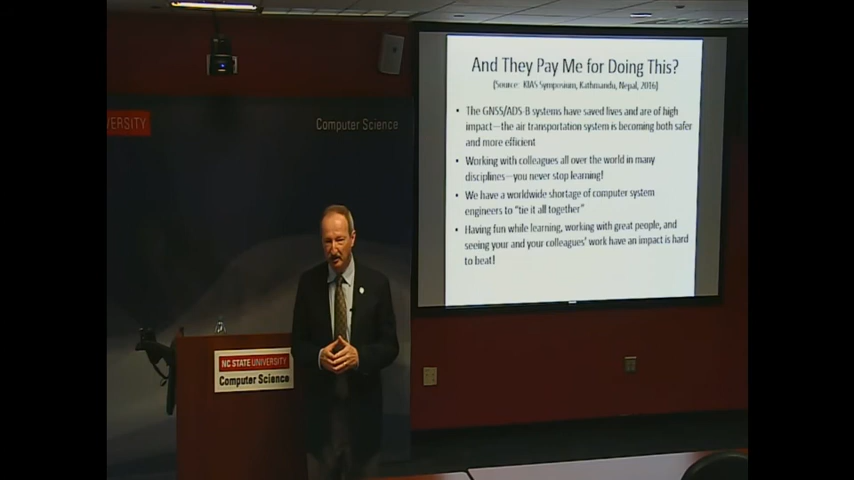 And They Pay Me for Doing This?
(Source: KIAS Symposium, Kathmandu, Nepal, 2016)
• The GNSS/ADS-B systems have saved lives and are of high
impact—the air transportation system is becoming both safer
and more efficient
• Working with colleagues all over the world in many
disciplines—you never stop learning!
• We have a worldwide shortage of computer system
engineers to "tie it all together"
• Having fun while learning, working with great people, and
seeing your and your colleagues' work have an impact is hard
to beat!
VERSITY
Computer Science
NC STATE UNIVERSITY
Computer Science